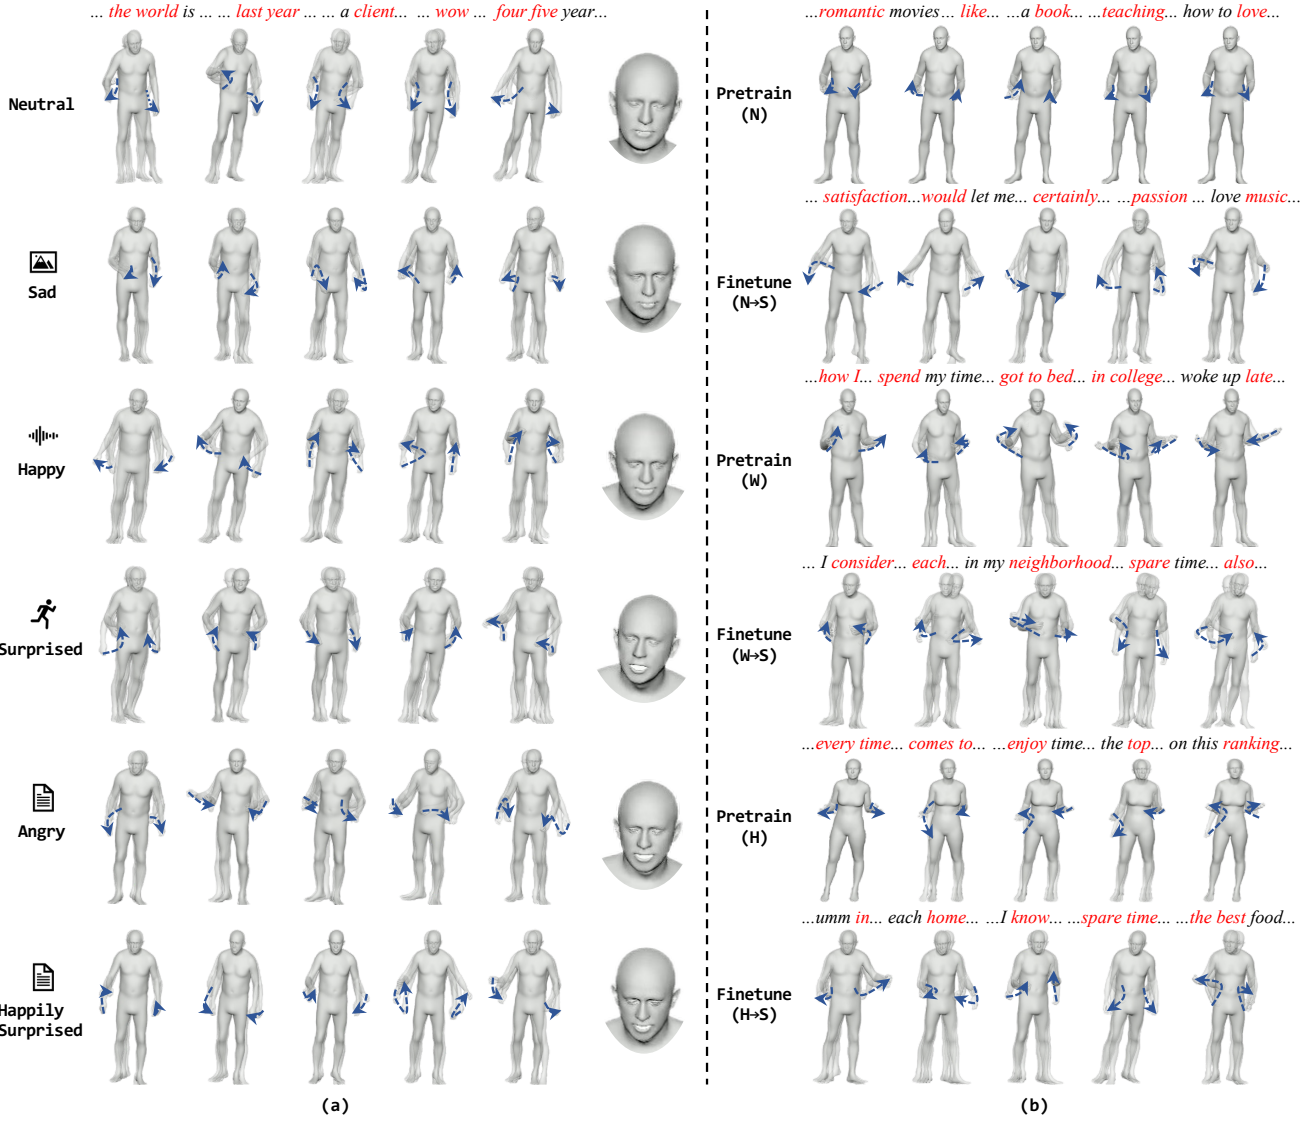 ... the world is ... ... last year ... ... a client... ... wow ... four five year...
Neutral
Sad
Happy
Surprised
Angry
Happily
Surprised
(a)
...romantic movies... like... ...a book... ...teaching... how to love...
Pretrain
(N)
... satisfaction...would let me... certainly... ...passion ... love music...
Finetune
(N→S)
...how I... spend my time... got to bed... in college... woke up late...
Pretrain
(W)
... I consider... each... in my neighborhood... spare time... also...
Finetune
(W→S)
...every time... comes to... ...enjoy time... the top... on this ranking...
Pretrain
(H)
...umm in... each home... ...I know... ...spare time... ...the best food...
Finetune
(H→S)
(b)